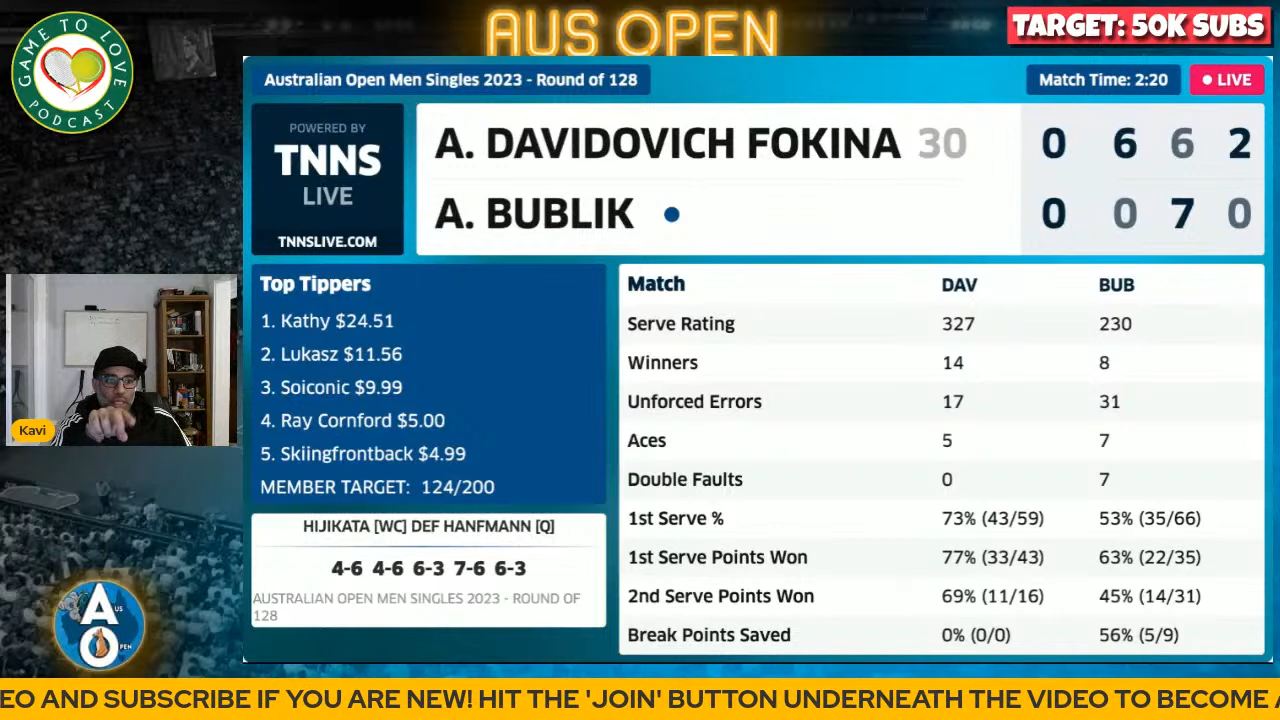 AUS OPEN
TARGET: 50K SUBS
GAME TO LOVE
PODCAST
Australian Open Men Singles 2023 - Round of 128
Match Time: 2:20
LIVE
POWERED BY
TNNS
LIVE
TNNSLIVE.COM
A. DAVIDOVICH FOKINA 30 0 6 6 2
A. BUBLIK 0 0 7 0
Top Tippers
1. Kathy $24.51
2. Lukasz $11.56
3. Soiconic $9.99
4. Ray Cornford $5.00
5. Skiingfrontback $4.99
MEMBER TARGET: 124/200
HIJIKATA [WC] DEF HANFMANN [Q]
4-6 4-6 6-3 7-6 6-3
AUSTRALIAN OPEN MEN SINGLES 2023 - ROUND OF
128
Match DAV BUB
Serve Rating 327 230
Winners 14 8
Unforced Errors 17 31
Aces 5 7
Double Faults 0 7
1st Serve % 73% (43/59) 53% (35/66)
1st Serve Points Won 77% (33/43) 63% (22/35)
2nd Serve Points Won 69% (11/16) 45% (14/31)
Break Points Saved 0% (0/0) 56% (5/9)
Kavi
AUS
OPEN
EO AND SUBSCRIBE IF YOU ARE NEW! HIT THE 'JOIN' BUTTON UNDERNEATH THE VIDEO TO BECOME A